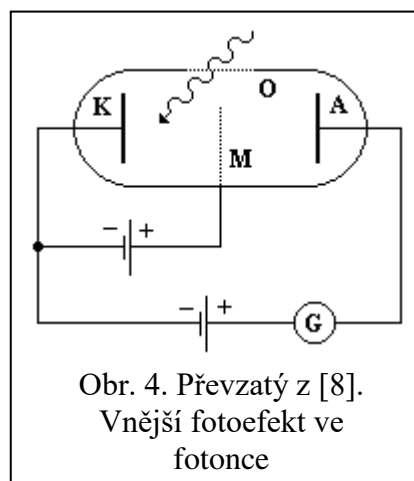 O
K
A
M
− +
− +
G
Obr. 4. Převzatý z [8].
Vnější fotoefekt ve
fotonce